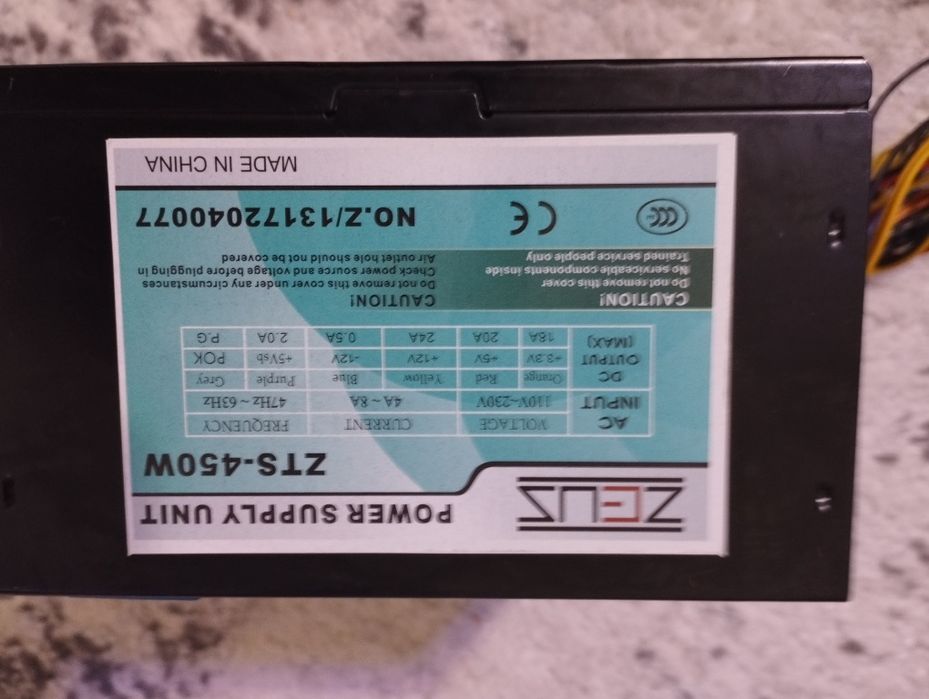 ZEUS
POWER SUPPLY UNIT
ZTS-450W
AC INPUT VOLTAGE CURRENT FREQUENCY
110V~230V 4A~8A 47Hz~63Hz
DC OUTPUT (MAX) Orange Red Yellow Blue Purple Grey
+3.3V +5V +12V -12V +5Vsb POK
18A 20A 24A 0.5A 2.0A P.G
CAUTION!
Do not remove this cover
No serviceable components inside
Trained service people only
CAUTION!
Do not remove this cover under any circumstances
Check power source and voltage before plugging in
Air outlet hole should not be covered
CCC CE NO.Z/13172040077
MADE IN CHINA